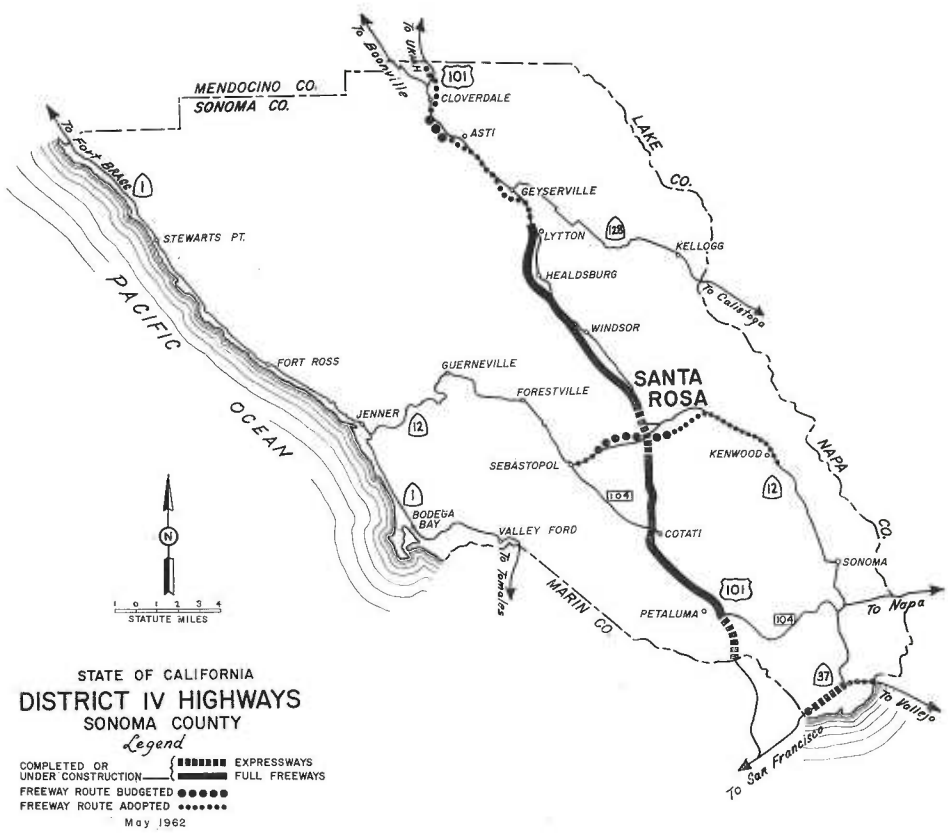 To Boonville
To Ukiah
101
CLOVERDALE
MENDOCINO CO.
SONOMA CO.
ASTI
To Fort Bragg
1
LAKE CO.
GEYSERVILLE
STEWARTS PT.
LYTTON
128
KELLOGG
HEALDSBURG
To Calistoga
PACIFIC OCEAN
WINDSOR
FORT ROSS
GUERNEVILLE
SANTA
ROSA
FORESTVILLE
JENNER
12
NAPA CO.
SEBASTOPOL
KENWOOD
12
1
104
BODEGA
BAY
VALLEY FORD
COTATI
N
To Tomales
SONOMA
MARIN CO.
101
PETALUMA
To Napa
104
1 0 1 2 3 4
STATUTE MILES
37
To Vallejo
To San Francisco
STATE OF CALIFORNIA
DISTRICT IV HIGHWAYS
SONOMA COUNTY
Legend
COMPLETED OR
UNDER CONSTRUCTION
EXPRESSWAYS
FULL FREEWAYS
FREEWAY ROUTE BUDGETED
FREEWAY ROUTE ADOPTED
May 1962